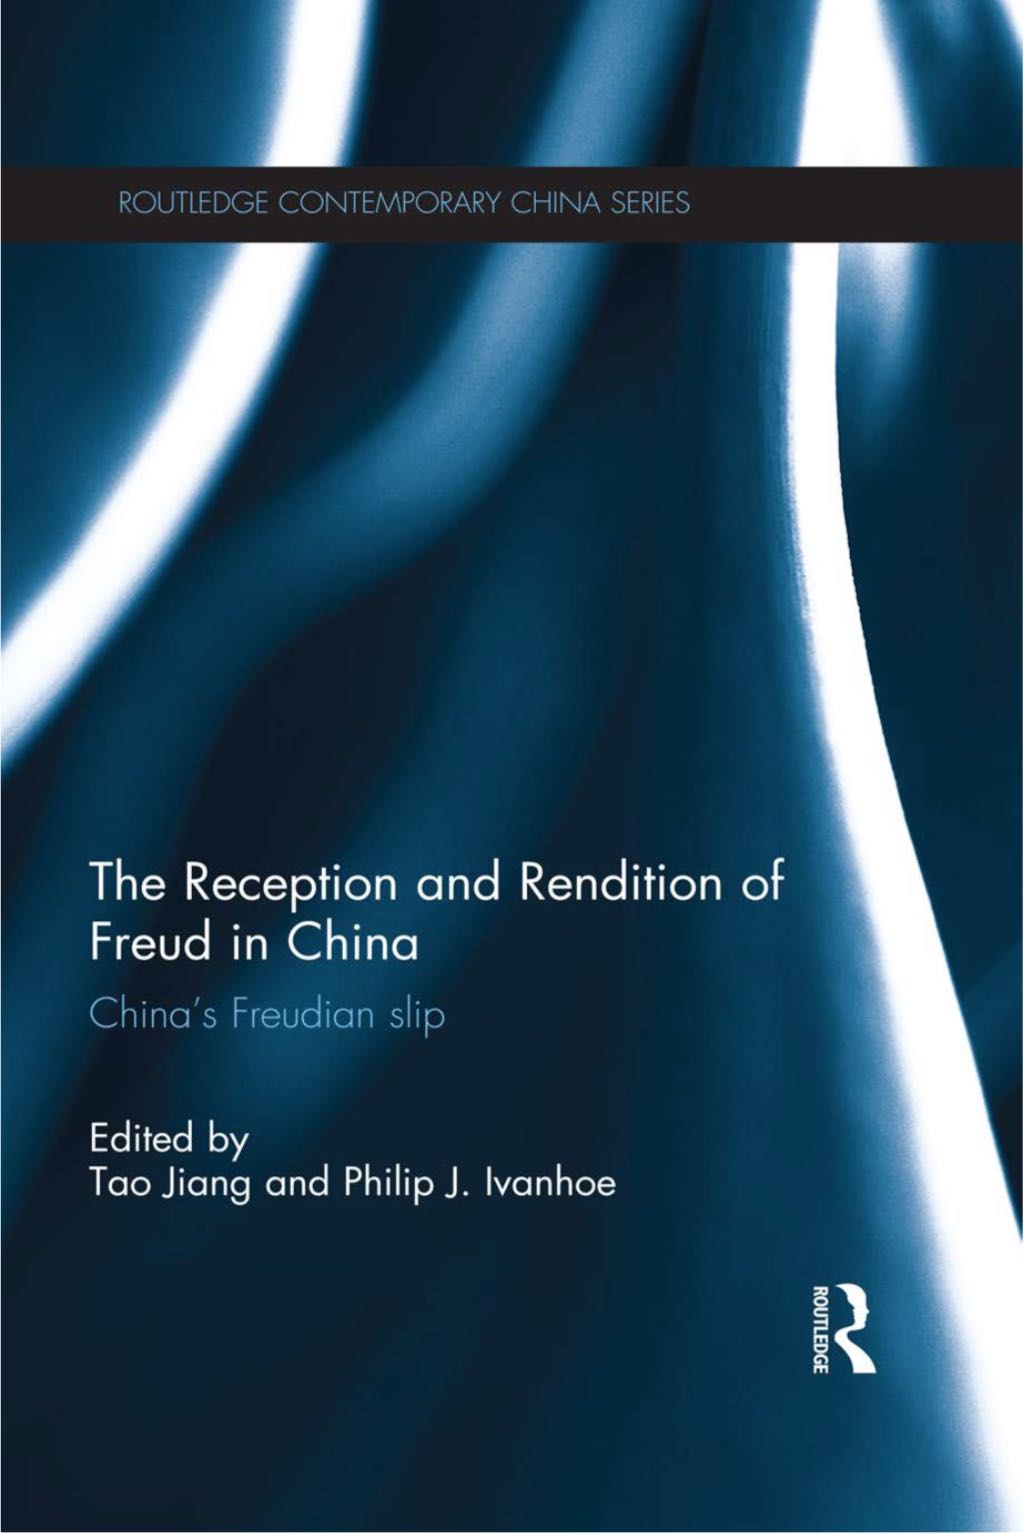 ROUTLEDGE CONTEMPORARY CHINA SERIES
The Reception and Rendition of
Freud in China
China's Freudian slip
Edited by
Tao Jiang and Philip J. Ivanhoe
ROUTLEDGE